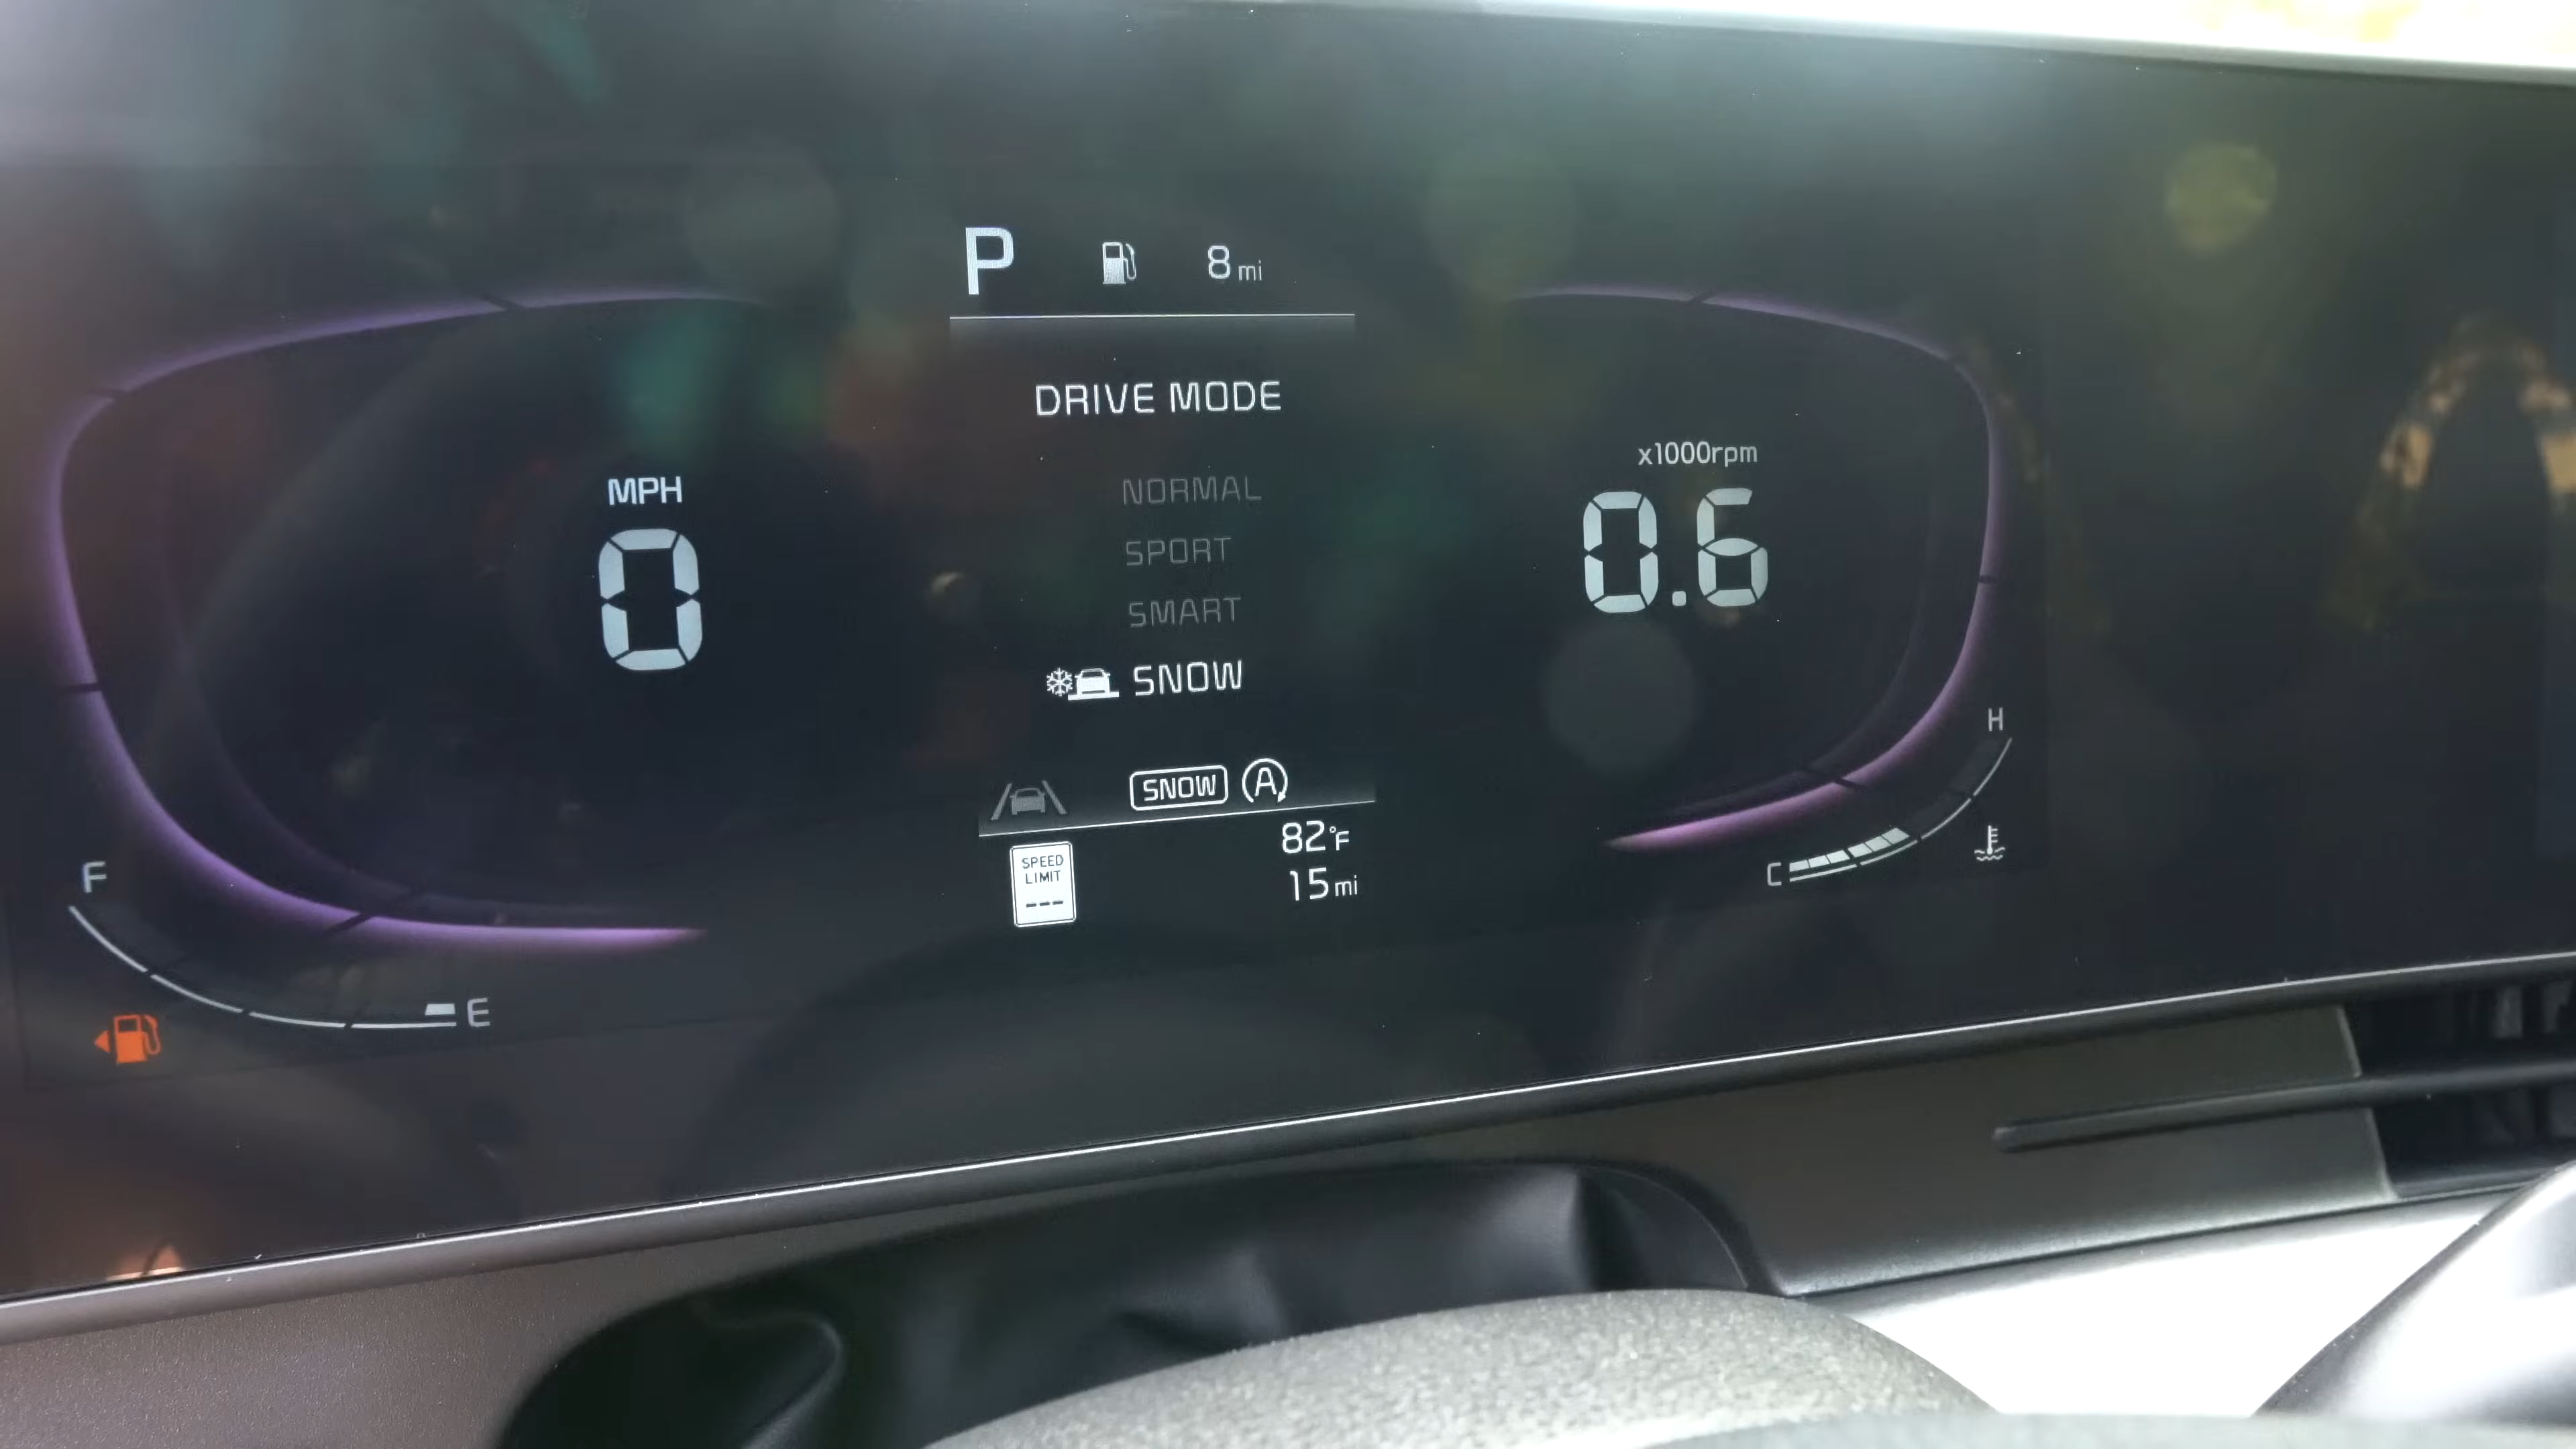 P 8 mi
DRIVE MODE
NORMAL
SPORT
SMART
SNOW
MPH
0
x1000rpm
0.6
SNOW A
SPEED
LIMIT
---
82°F
15 mi
F
E
H
C